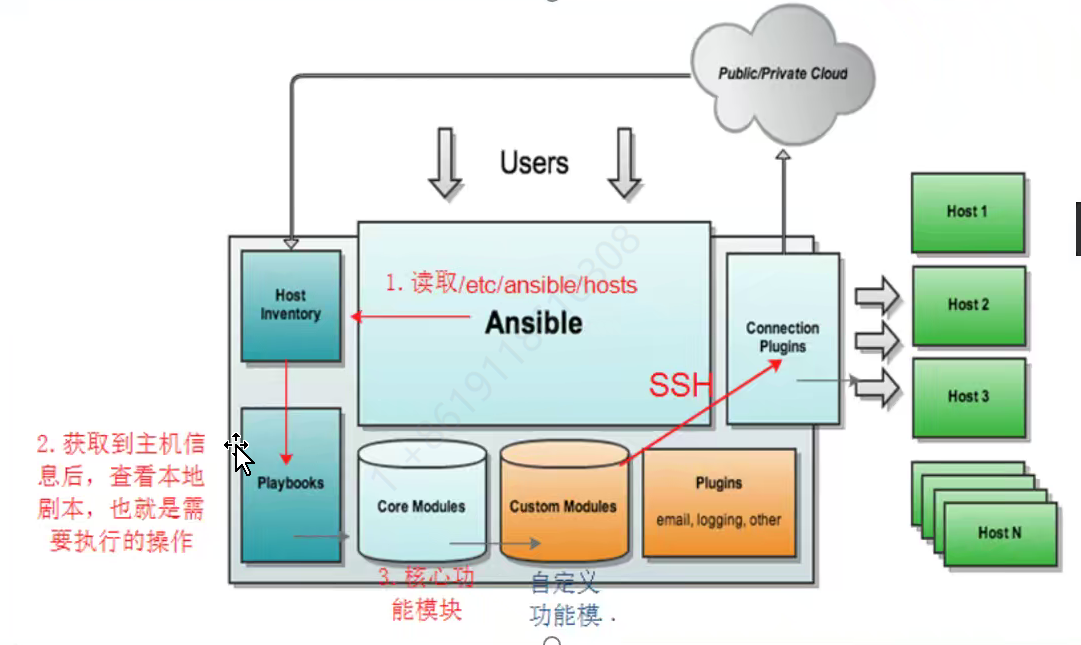 Public/Private Cloud
Users
Host 1
1. 读取/etc/ansible/hosts
Host
Inventory
Ansible
Connection
Plugins
Host 2
SSH
Host 3
2. 获取到主机信
息后，查看本地
剧本，也就是需
要执行的操作
Playbooks
Core Modules
Custom Modules
Plugins
email, logging, other
Host N
3. 核心功
能模块
自定义
功能模 .